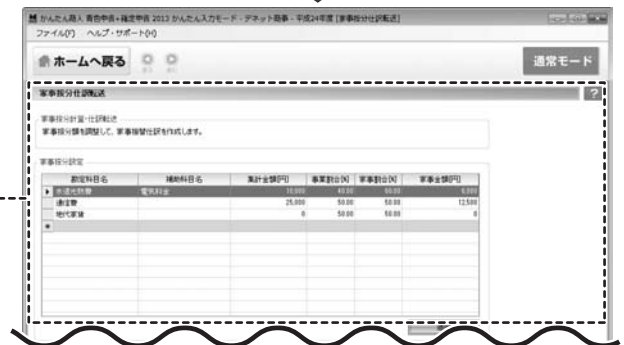 かんたん商人 青色申告+確定申告 2013 かんたん入力モード - デネット商事 - 平成24年度 [家事按分仕訳転送]
ファイル(F) ヘルプ・サポート(H)
ホームへ戻る
通常モード
家事按分仕訳転送 ?
家事按分計算・仕訳転送
家事按分額を調整して、家事振替仕訳を作成します。
家事按分設定
勘定科目名 補助科目名 集計金額[円] 事業割合[%] 家事割合[%] 家事金額[円]
水道光熱費 電気料金 10,000 40.00 60.00 6,000
通信費 25,000 50.00 50.00 12,500
地代家賃 0 50.00 50.00 0